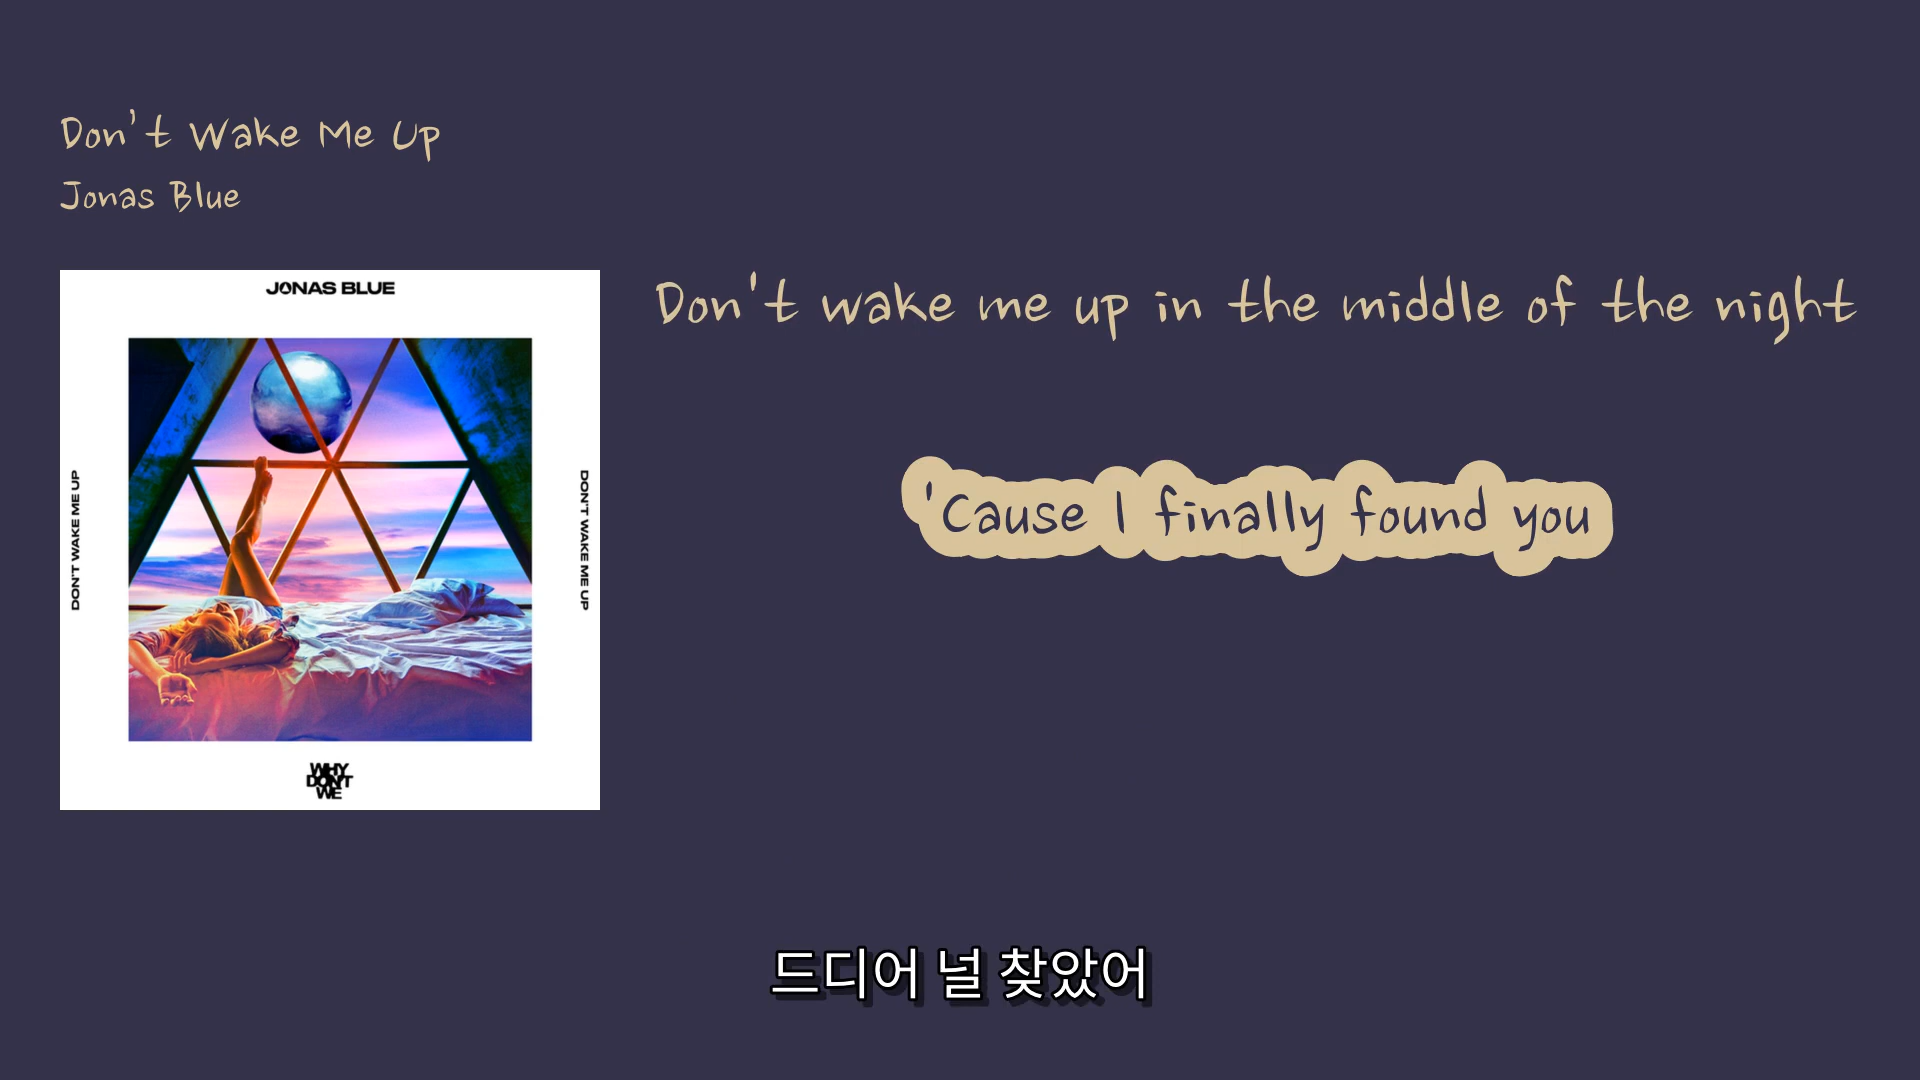 Don't Wake Me Up
Jonas Blue
JONAS BLUE
DON'T WAKE ME UP
DON'T WAKE ME UP
WHY
DON'T
WE
Don't wake me up in the middle of the night
'Cause I finally found you
드디어 널 찾았어